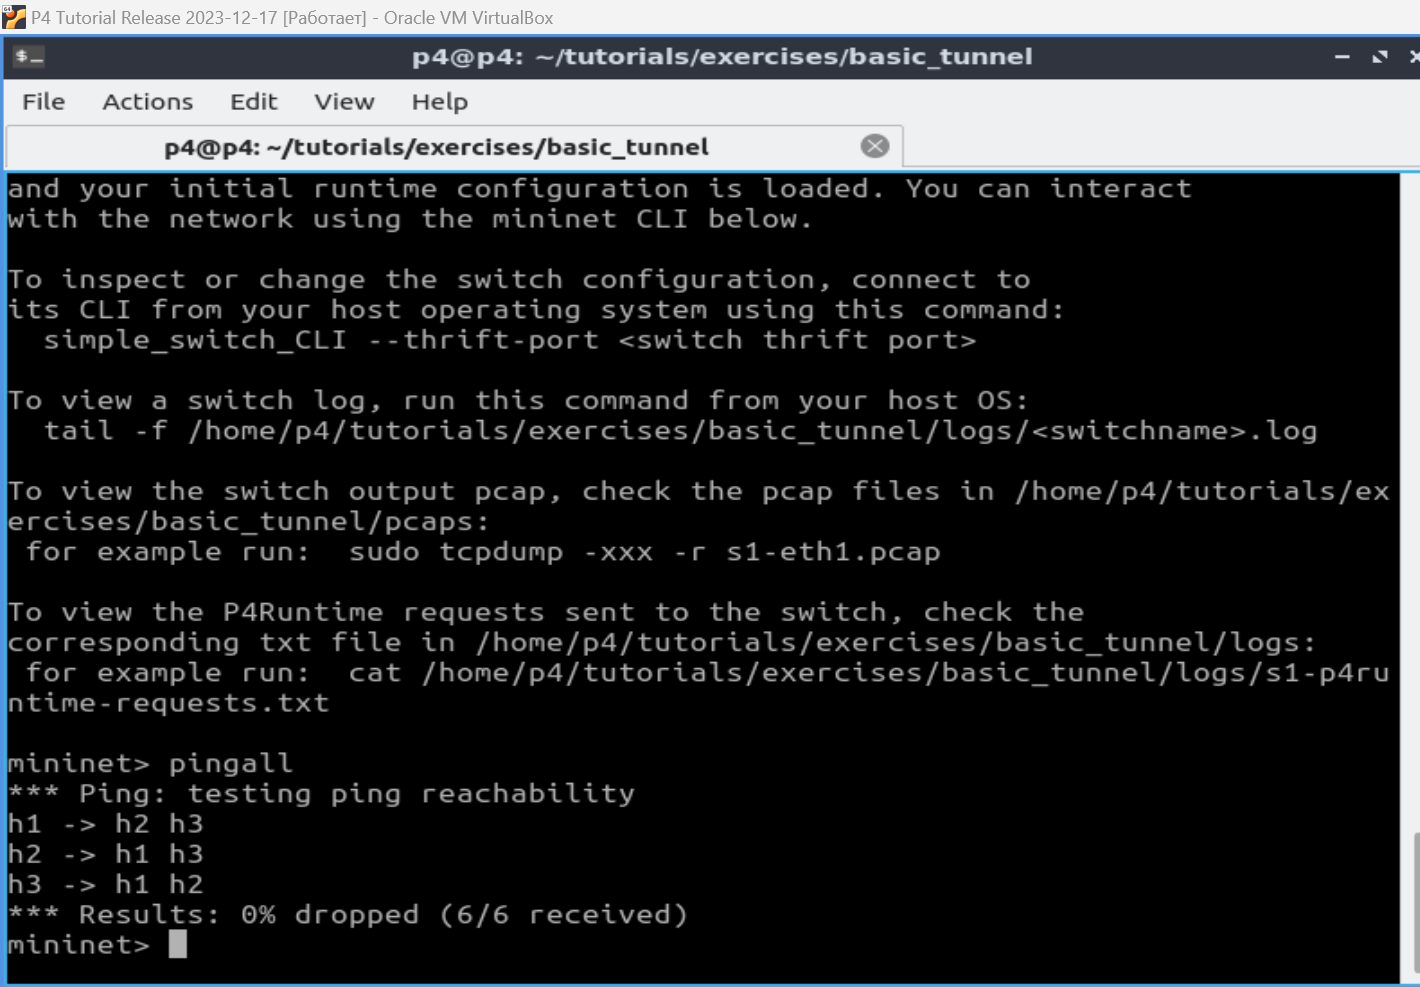 P4 Tutorial Release 2023-12-17 [Работает] - Oracle VM VirtualBox
p4@p4: ~/tutorials/exercises/basic_tunnel
File Actions Edit View Help
p4@p4: ~/tutorials/exercises/basic_tunnel
and your initial runtime configuration is loaded. You can interact
with the network using the mininet CLI below.

To inspect or change the switch configuration, connect to
its CLI from your host operating system using this command:
  simple_switch_CLI --thrift-port <switch thrift port>

To view a switch log, run this command from your host OS:
  tail -f /home/p4/tutorials/exercises/basic_tunnel/logs/<switchname>.log

To view the switch output pcap, check the pcap files in /home/p4/tutorials/ex
ercises/basic_tunnel/pcaps:
 for example run:  sudo tcpdump -xxx -r s1-eth1.pcap

To view the P4Runtime requests sent to the switch, check the
corresponding txt file in /home/p4/tutorials/exercises/basic_tunnel/logs:
 for example run:  cat /home/p4/tutorials/exercises/basic_tunnel/logs/s1-p4ru
ntime-requests.txt

mininet> pingall
*** Ping: testing ping reachability
h1 -> h2 h3
h2 -> h1 h3
h3 -> h1 h2
*** Results: 0% dropped (6/6 received)
mininet>